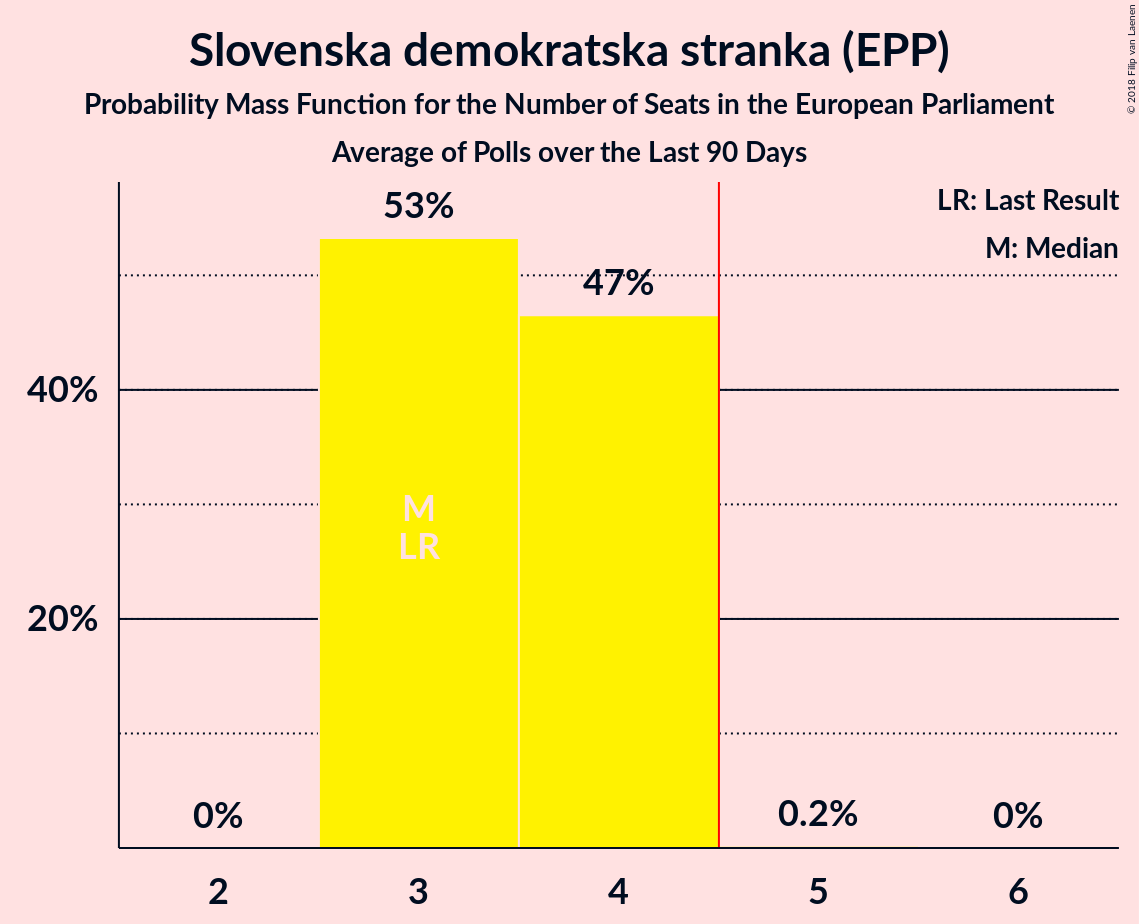 Slovenska demokratska stranka (EPP)
Probability Mass Function for the Number of Seats in the European Parliament
Average of Polls over the Last 90 Days
© 2018 Filip van Laenen
LR: Last Result
M: Median
53%
47%
40%
M
LR
20%
0%
0.2%
0%
2
3
4
5
6